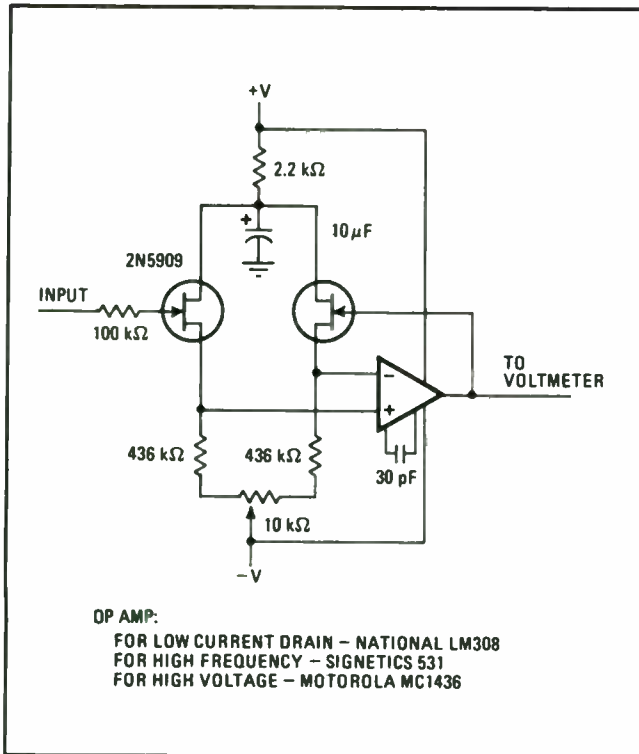 +V
2.2 kΩ
+
10 μF
2N5909
INPUT
100 kΩ
TO
VOLTMETER
−
+
436 kΩ
436 kΩ
30 pF
10 kΩ
−V
OP AMP:
FOR LOW CURRENT DRAIN – NATIONAL LM308
FOR HIGH FREQUENCY – SIGNETICS 531
FOR HIGH VOLTAGE – MOTOROLA MC1436